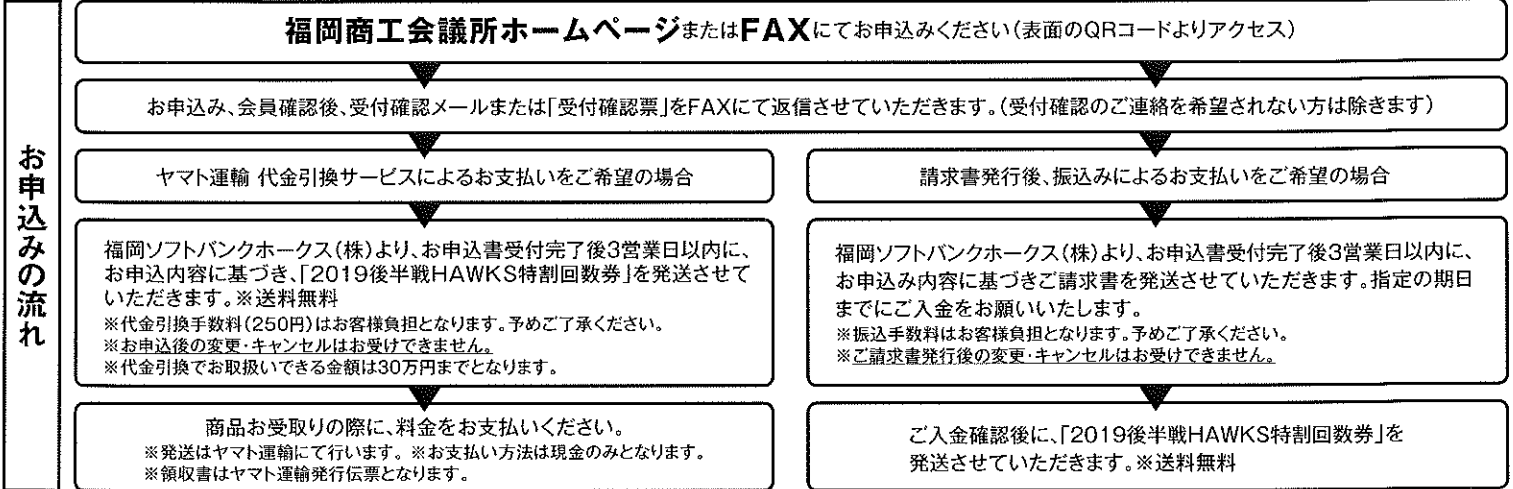 お申込みの流れ
福岡商工会議所ホームページまたはFAXにてお申込みください(表面のQRコードよりアクセス)
お申込み、会員確認後、受付確認メールまたは「受付確認票」をFAXにて返信させていただきます。(受付確認のご連絡を希望されない方は除きます)
ヤマト運輸 代金引換サービスによるお支払いをご希望の場合
福岡ソフトバンクホークス(株)より、お申込書受付完了後3営業日以内に、
お申込内容に基づき、「2019後半戦HAWKS特割回数券」を発送させて
いただきます。※送料無料
※代金引換手数料(250円)はお客様負担となります。予めご了承ください。
※お申込後の変更・キャンセルはお受けできません。
※代金引換でお取扱いできる金額は30万円までとなります。
商品お受取りの際に、料金をお支払いください。
※発送はヤマト運輸にて行います。 ※お支払い方法は現金のみとなります。
※領収書はヤマト運輸発行伝票となります。
請求書発行後、振込みによるお支払いをご希望の場合
福岡ソフトバンクホークス(株)より、お申込書受付完了後3営業日以内に、
お申込み内容に基づきご請求書を発送させていただきます。指定の期日
までにご入金をお願いいたします。
※振込手数料はお客様負担となります。予めご了承ください。
※ご請求書発行後の変更・キャンセルはお受けできません。
ご入金確認後に、「2019後半戦HAWKS特割回数券」を
発送させていただきます。※送料無料